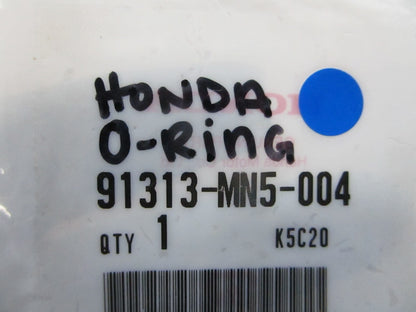 HONDA
O-RING
91313-MN5-004
QTY 1 K5C20